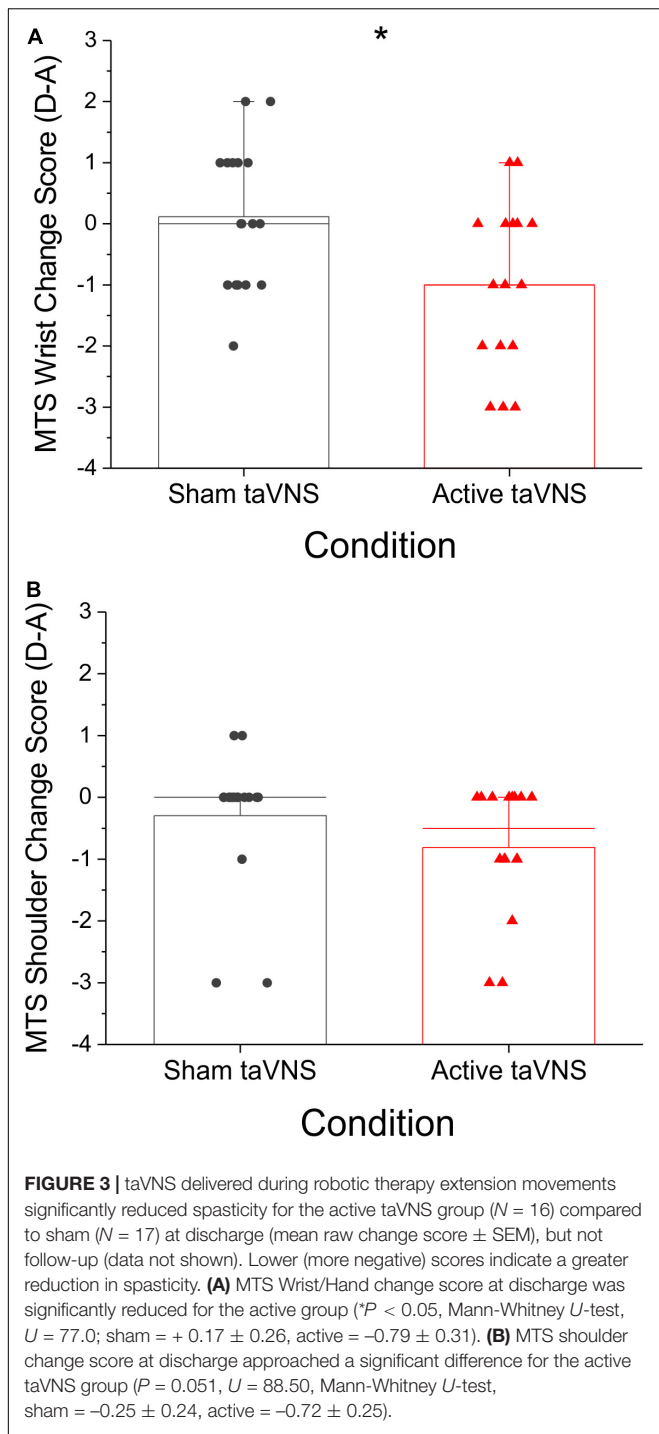 A
*
3
2
1
0
-1
-2
-3
-4
MTS Wrist Change Score (D-A)
Sham taVNS Active taVNS
Condition
B
3
2
1
0
-1
-2
-3
-4
MTS Shoulder Change Score (D-A)
Sham taVNS Active taVNS
Condition
FIGURE 3 | taVNS delivered during robotic therapy extension movements
significantly reduced spasticity for the active taVNS group (N = 16) compared
to sham (N = 17) at discharge (mean raw change score ± SEM), but not
follow-up (data not shown). Lower (more negative) scores indicate a greater
reduction in spasticity. (A) MTS Wrist/Hand change score at discharge was
significantly reduced for the active group (*P < 0.05, Mann-Whitney U-test,
U = 77.0; sham = + 0.17 ± 0.26, active = –0.79 ± 0.31). (B) MTS shoulder
change score at discharge approached a significant difference for the active
taVNS group (P = 0.051, U = 88.50, Mann-Whitney U-test,
sham = –0.25 ± 0.24, active = –0.72 ± 0.25).